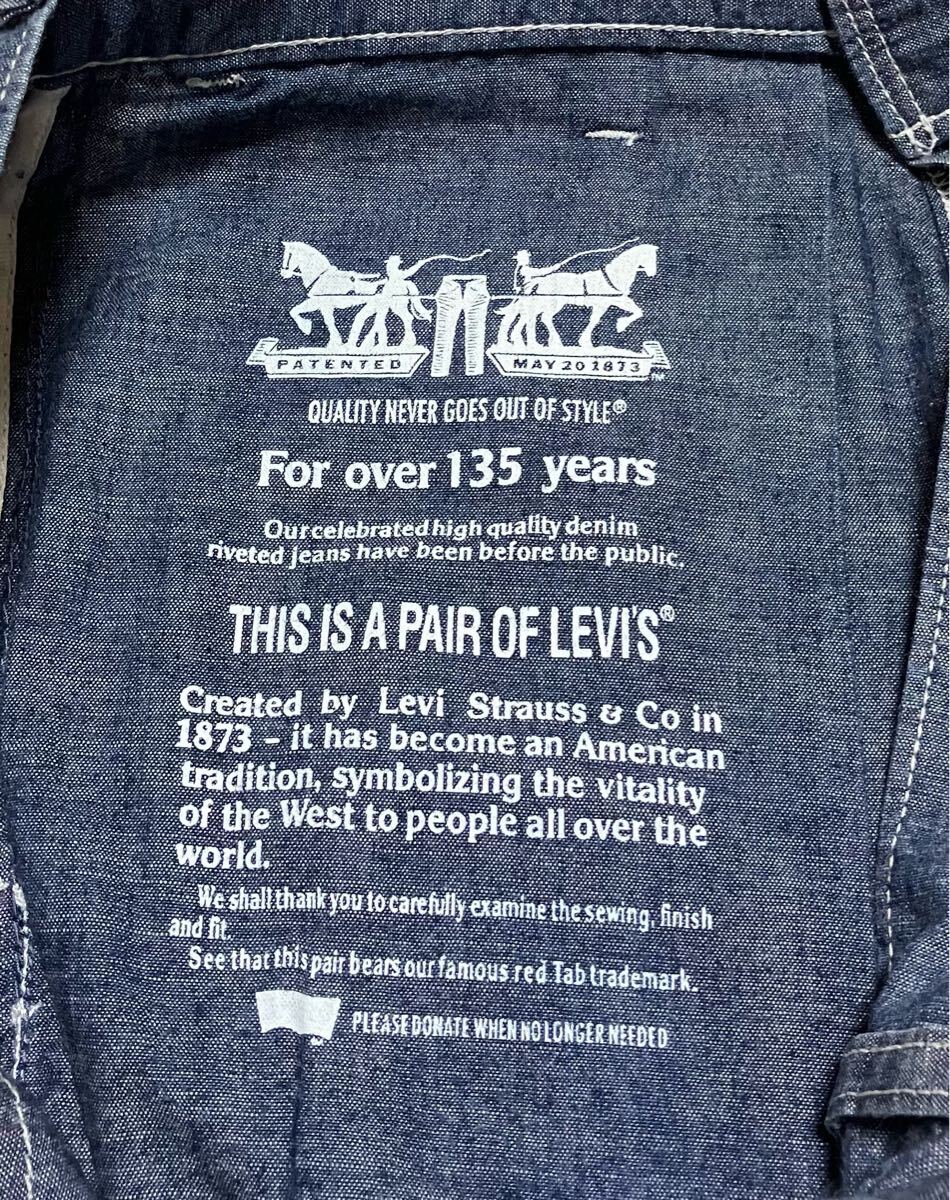 PATENTED MAY 20 1873 ™
QUALITY NEVER GOES OUT OF STYLE®
For over 135 years
Our celebrated high quality denim
riveted jeans have been before the public.
THIS IS A PAIR OF LEVI'S®
Created by Levi Strauss & Co in
1873 - it has become an American
tradition, symbolizing the vitality
of the West to people all over the
world.
We shall thank you to carefully examine the sewing, finish
and fit.
See that this pair bears our famous red Tab trademark.
PLEASE DONATE WHEN NO LONGER NEEDED